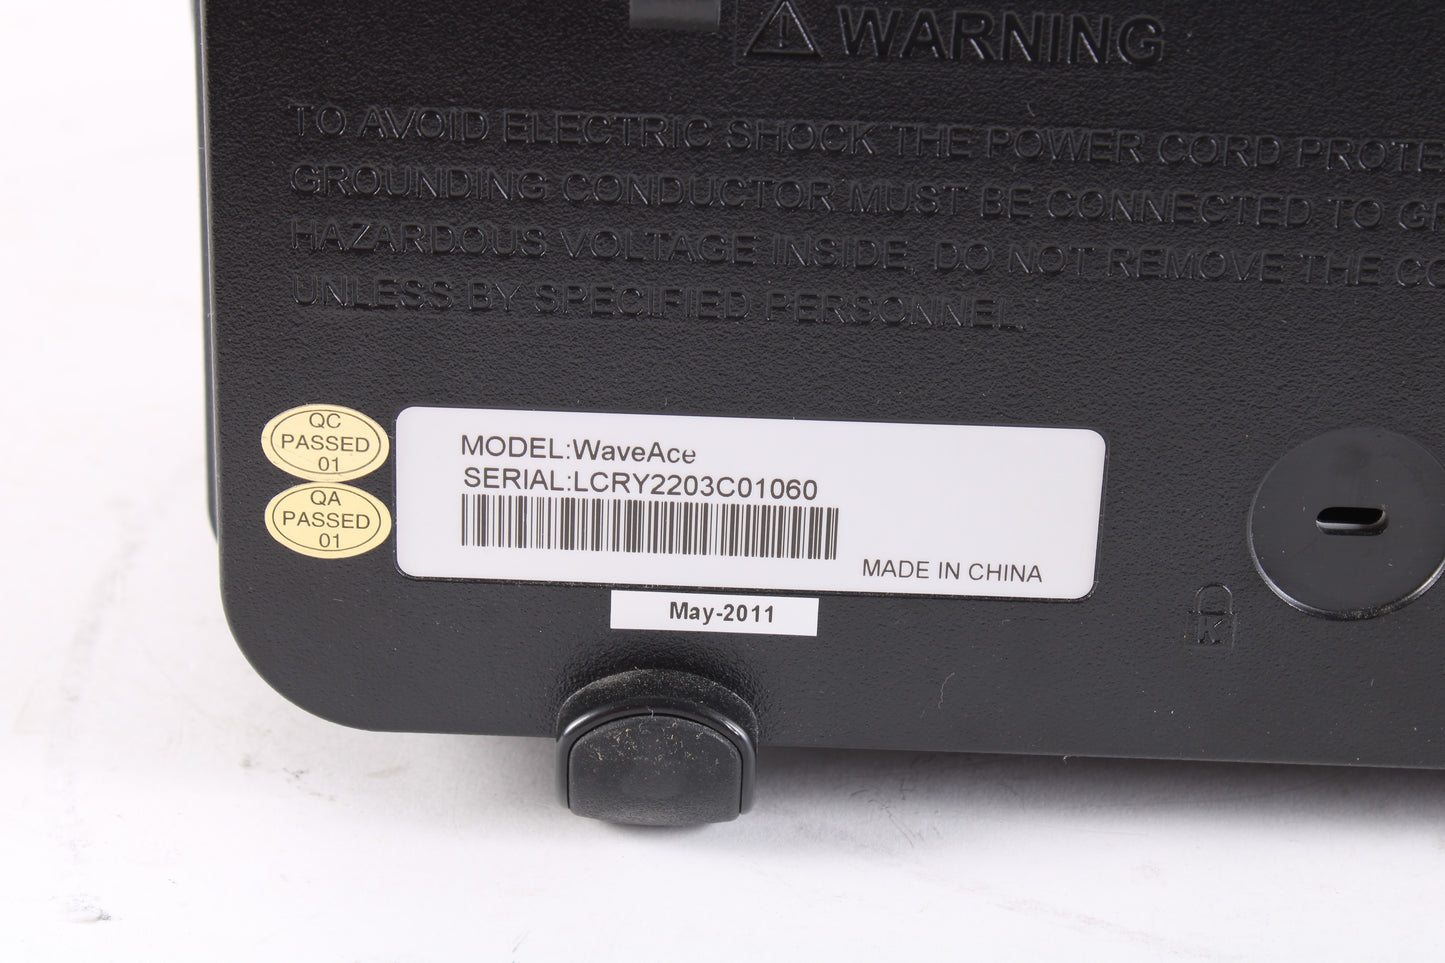 WARNING
TO AVOID ELECTRIC SHOCK THE POWER CORD PROTE
GROUNDING CONDUCTOR MUST BE CONNECTED TO GR
HAZARDOUS VOLTAGE INSIDE, DO NOT REMOVE THE CO
UNLESS BY SPECIFIED PERSONNEL.
QC
PASSED
01
QA
PASSED
01
MODEL:WaveAce
SERIAL:LCRY2203C01060
MADE IN CHINA
May-2011
K